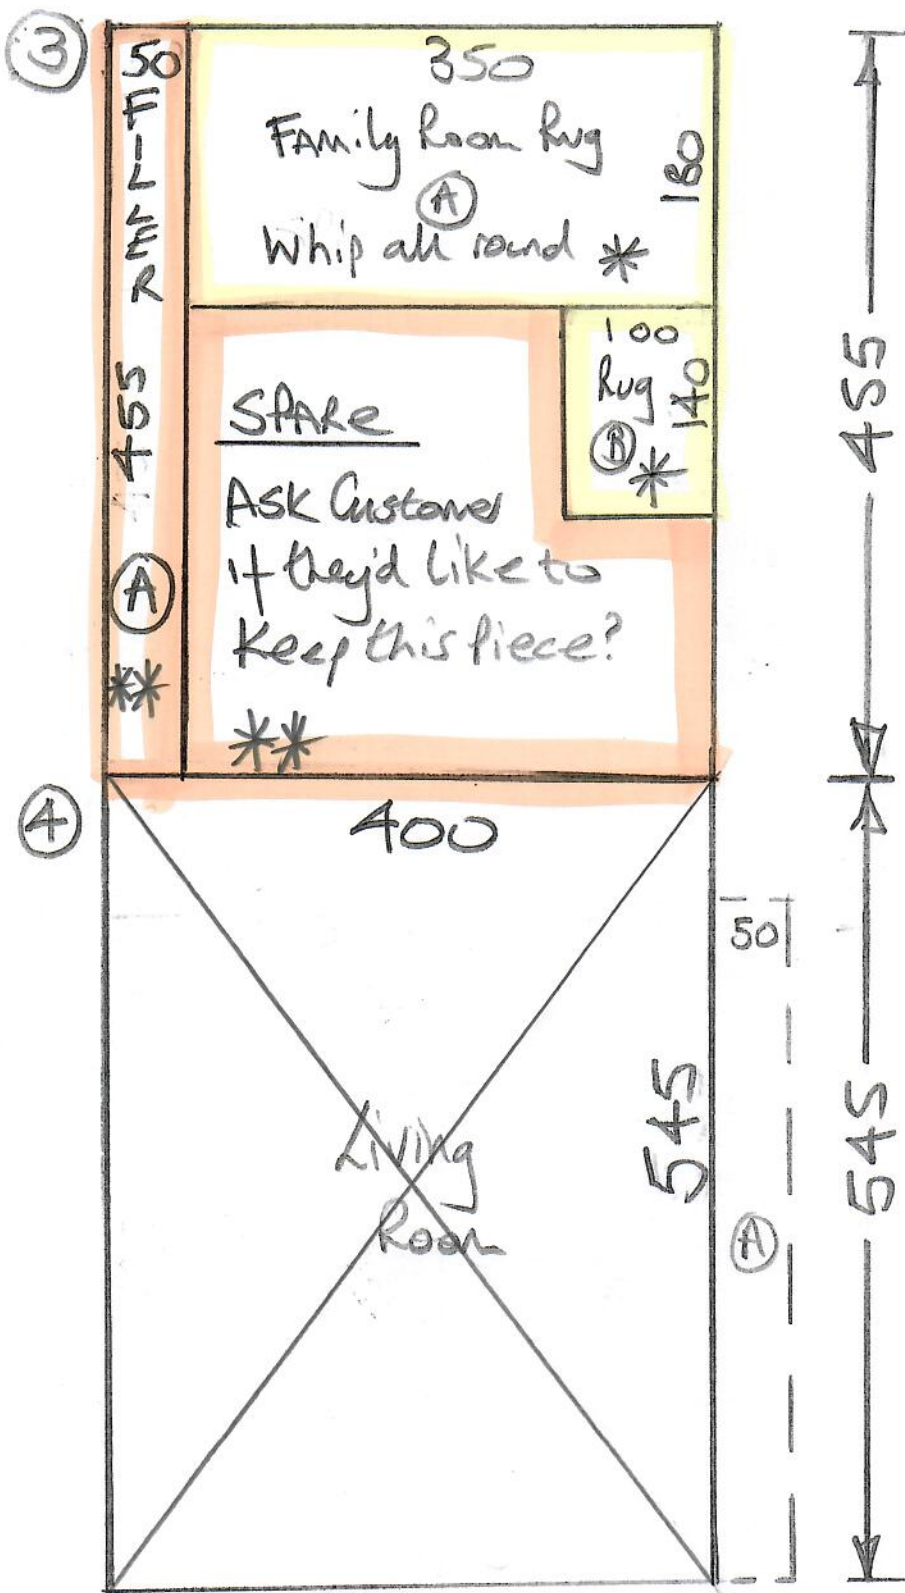 3
50
FILLER
455
A
**
350
Family Room Rug
A
Whip all round *
180
100
Rug
B
*
140
SPARE
Ask Customer
if they'd like to
Keep this Piece?
**
455
4
400
Living
Room
545
50
A
545